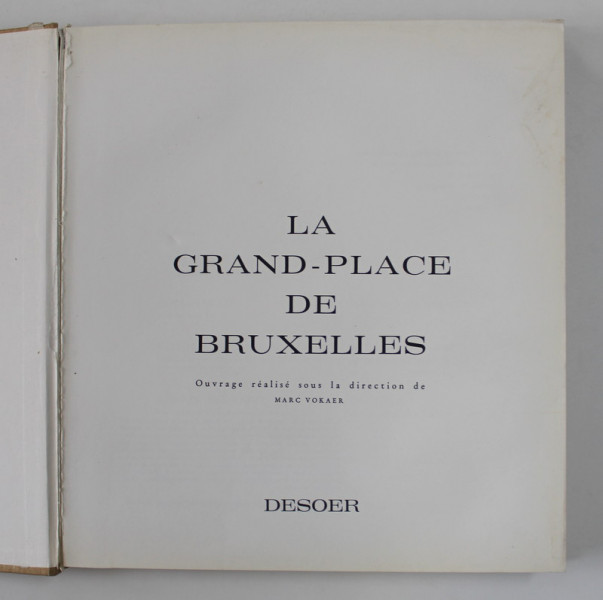 LA
GRAND-PLACE
DE
BRUXELLES
Ouvrage réalisé sous la direction de
MARC VOKAER
DESOER